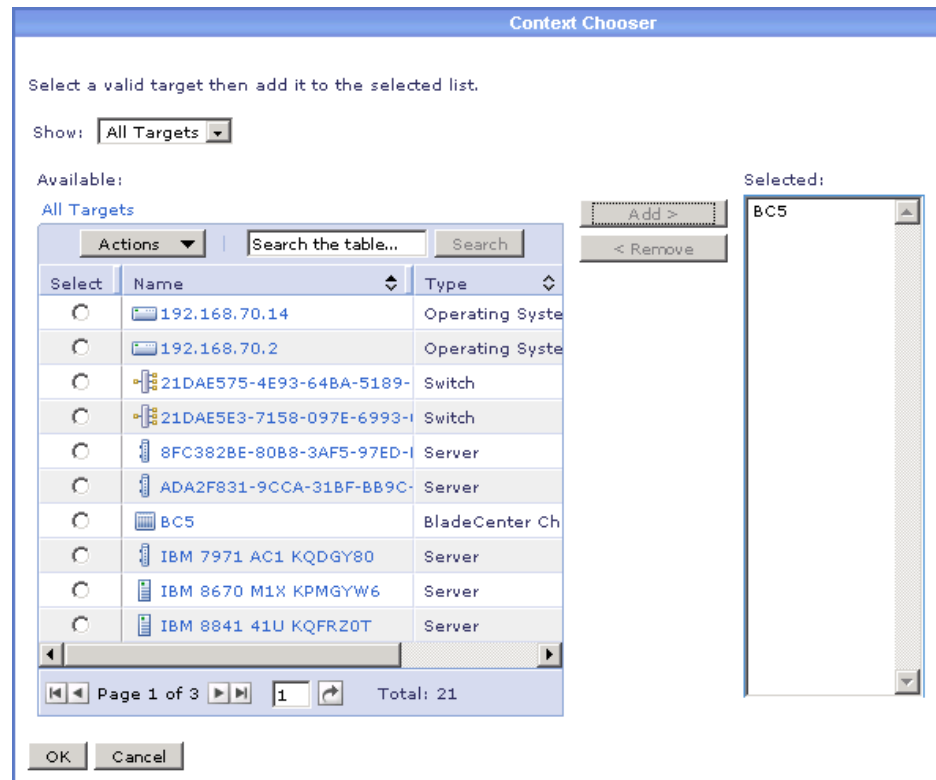 Context Chooser
Select a valid target then add it to the selected list.
Show: All Targets
Available:
Selected:
All Targets
Add >
BC5
Actions Search the table... Search
< Remove
Select Name Type
192.168.70.14 Operating Syste
192.168.70.2 Operating Syste
21DAE575-4E93-64BA-5189- Switch
21DAE5E3-7158-097E-6993- Switch
8FC382BE-80B8-3AF5-97ED- Server
ADA2F831-9CCA-31BF-BB9C- Server
BC5 BladeCenter Ch
IBM 7971 AC1 KQDGY80 Server
IBM 8670 M1X KPMGYW6 Server
IBM 8841 41U KQFRZ0T Server
Page 1 of 3 1 Total: 21
OK Cancel